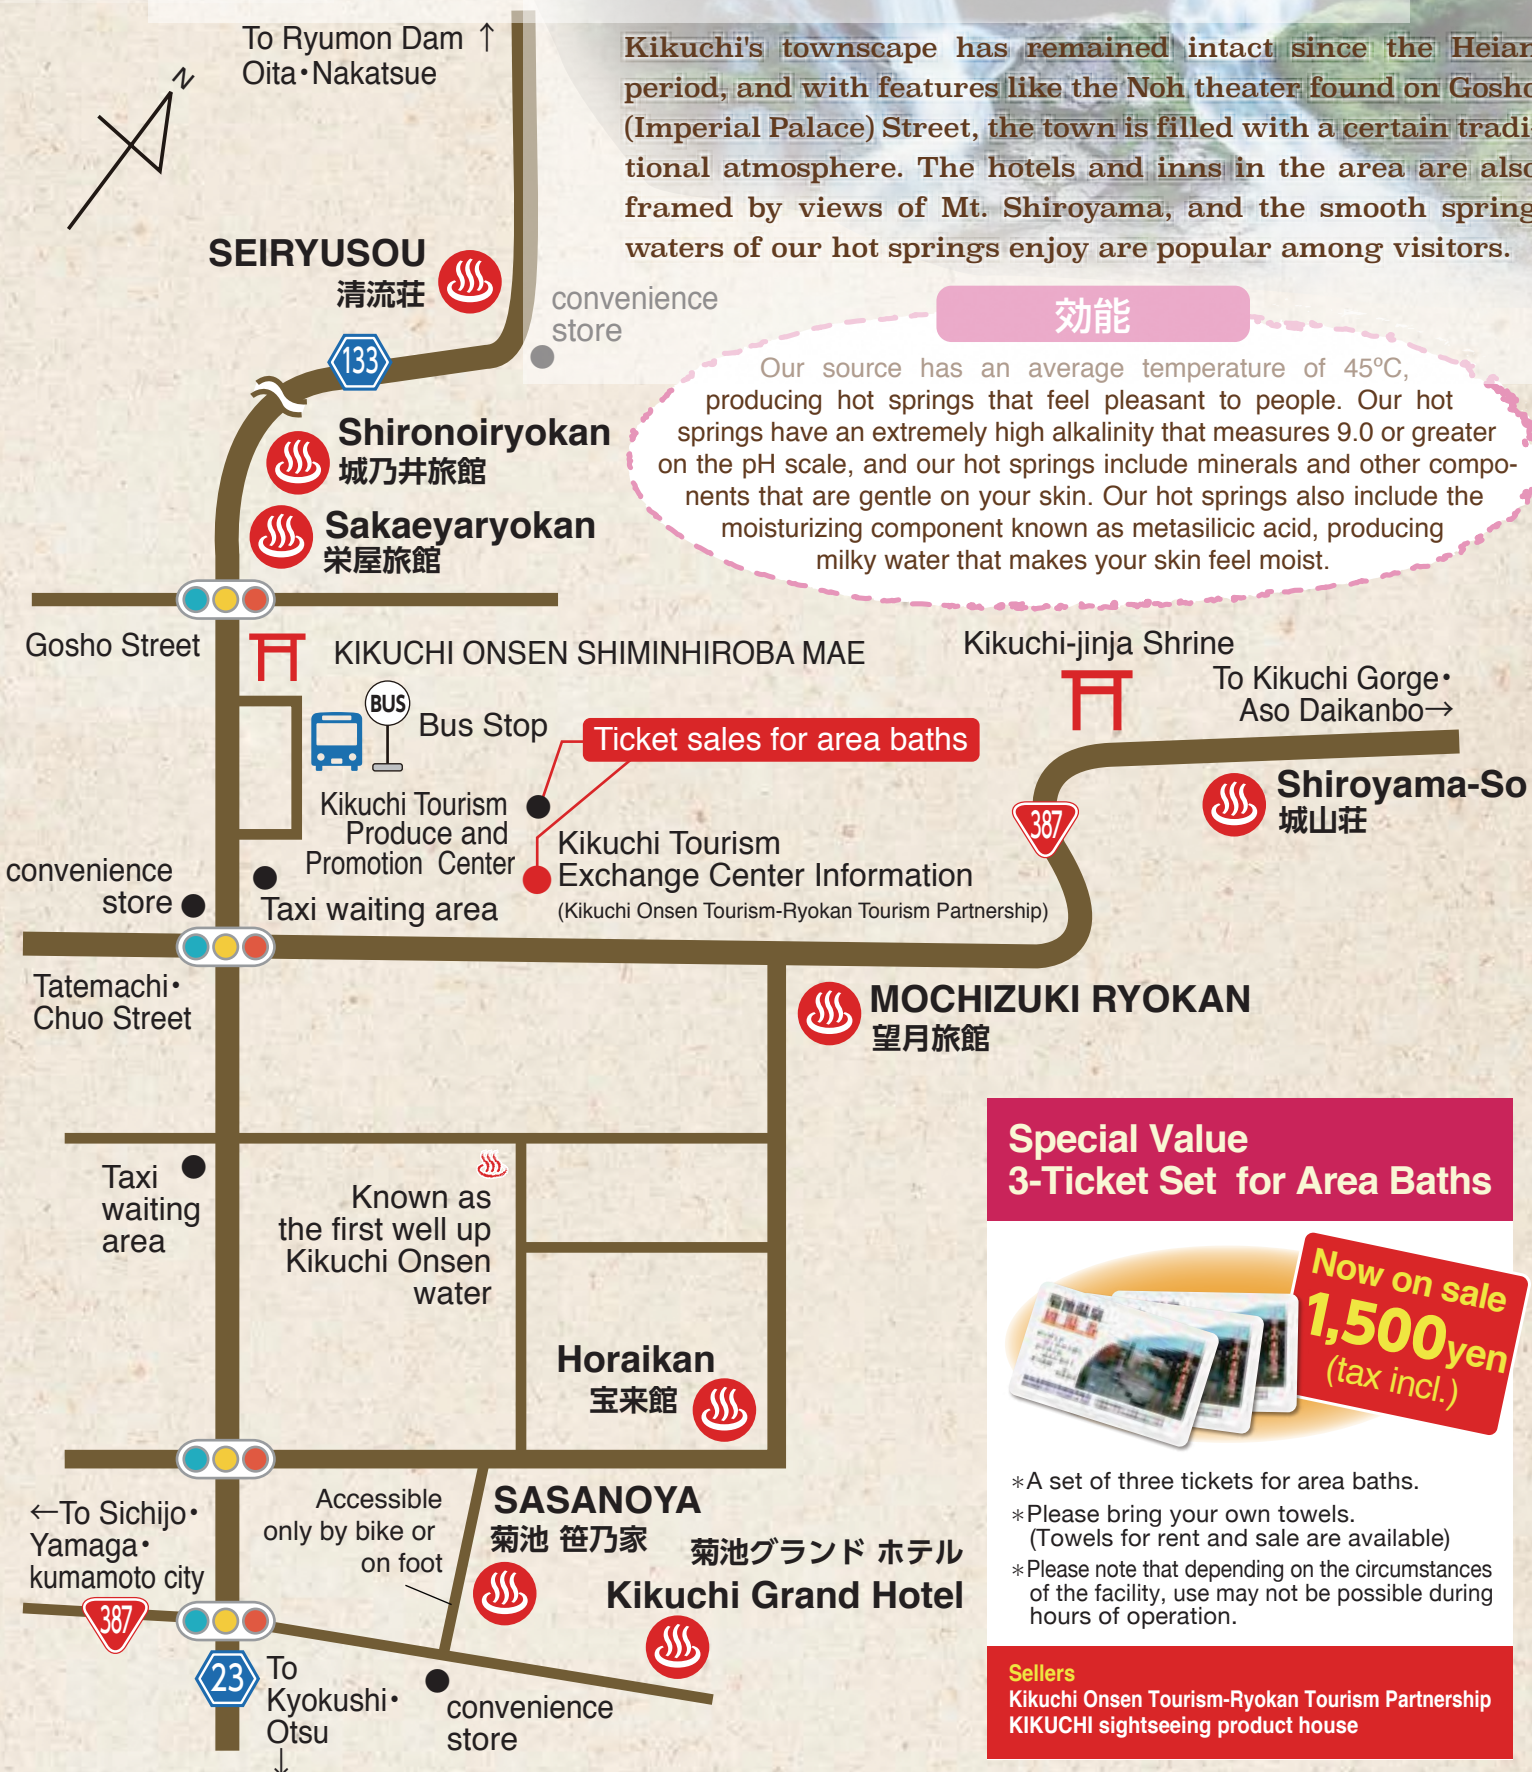 To Ryumon Dam ↑
Oita・Nakatsue
N
Kikuchi's townscape has remained intact since the Heian
period, and with features like the Noh theater found on Gosho
(Imperial Palace) Street, the town is filled with a certain tradi-
tional atmosphere. The hotels and inns in the area are also
framed by views of Mt. Shiroyama, and the smooth spring
waters of our hot springs enjoy are popular among visitors.
SEIRYUSOU
清流荘
convenience
store
133
効能
Our source has an average temperature of 45ºC,
producing hot springs that feel pleasant to people. Our hot
springs have an extremely high alkalinity that measures 9.0 or greater
on the pH scale, and our hot springs include minerals and other compo-
nents that are gentle on your skin. Our hot springs also include the
moisturizing component known as metasilicic acid, producing
milky water that makes your skin feel moist.
Shironoiryokan
城乃井旅館
Sakaeyaryokan
栄屋旅館
Gosho Street
KIKUCHI ONSEN SHIMINHIROBA MAE
BUS
Bus Stop
Ticket sales for area baths
Kikuchi Tourism
Produce and
Promotion Center
Kikuchi Tourism
Exchange Center Information
(Kikuchi Onsen Tourism-Ryokan Tourism Partnership)
Kikuchi-jinja Shrine
To Kikuchi Gorge・
Aso Daikanbo→
387
Shiroyama-So
城山荘
convenience
store
Taxi waiting area
Tatemachi・
Chuo Street
MOCHIZUKI RYOKAN
望月旅館
Taxi
waiting
area
Known as
the first well up
Kikuchi Onsen
water
Horaikan
宝来館
←To Sichijo・
Yamaga・
kumamoto city
387
Accessible
only by bike or
on foot
SASANOYA
菊池 笹乃家
菊池グランド ホテル
Kikuchi Grand Hotel
23
To
Kyokushi・
Otsu
↓
convenience
store
Special Value
3-Ticket Set for Area Baths
Now on sale
1,500yen
(tax incl.)
＊A set of three tickets for area baths.
＊Please bring your own towels.
(Towels for rent and sale are available)
＊Please note that depending on the circumstances
of the facility, use may not be possible during
hours of operation.
Sellers
Kikuchi Onsen Tourism-Ryokan Tourism Partnership
KIKUCHI sightseeing product house